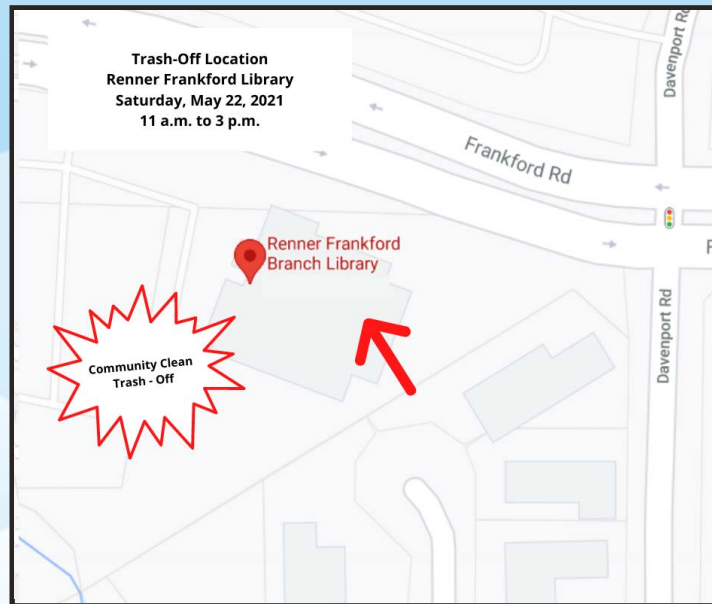 Trash-Off Location
Renner Frankford Library
Saturday, May 22, 2021
11 a.m. to 3 p.m.
Davenport Rd
Frankford Rd
Renner Frankford
Branch Library
F
Davenport Rd
Community Clean
Trash - Off